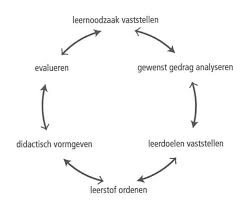 leernoodzaak vaststellen
evalueren
gewenst gedrag analyseren
didactisch vormgeven
leerdoelen vaststellen
leerstof ordenen